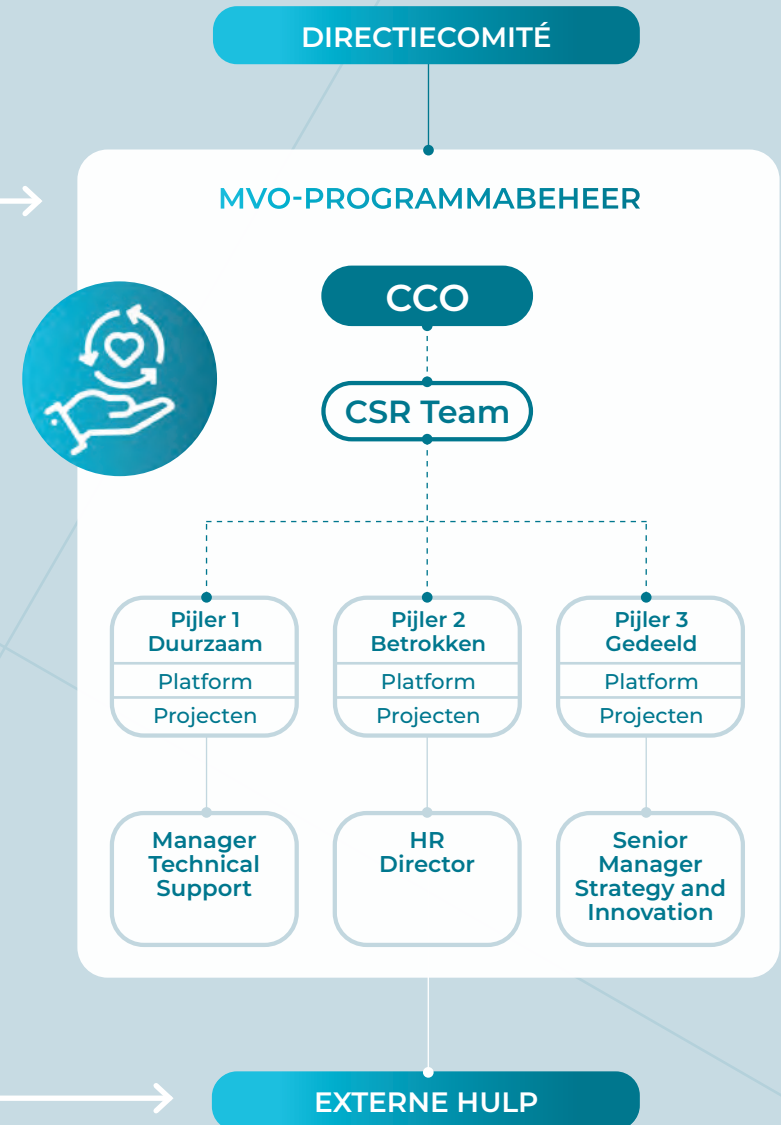 DIRECTIECOMITÉ
MVO-PROGRAMMABEHEER
CCO
CSR Team
Pijler 1
Duurzaam
Platform
Projecten
Pijler 2
Betrokken
Platform
Projecten
Pijler 3
Gedeeld
Platform
Projecten
Manager
Technical
Support
HR
Director
Senior
Manager
Strategy and
Innovation
EXTERNE HULP